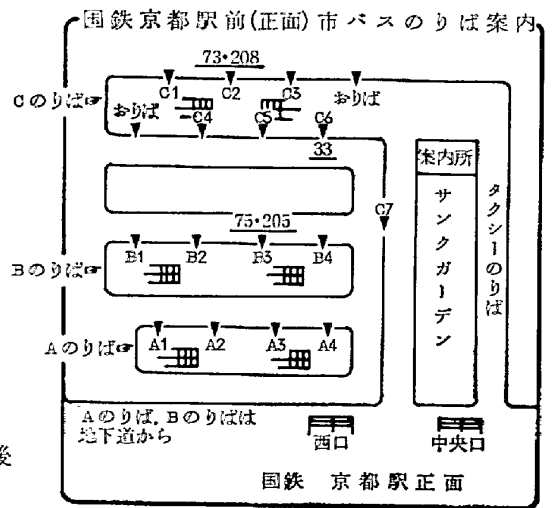 国鉄京都駅前(正面)市バスのりば案内
73・208
C1 C2 C3
Cのりば☞ おりば おりば
C4 C5 C6
33
案内所
サンクガーデン
タクシーのりば
C7
75・205
B1 B2 B3 B4
Bのりば☞
Aのりば☞
A1 A2 A3 A4
Aのりば、Bのりばは
地下道から
西口 中央口
後
国鉄 京都駅正面